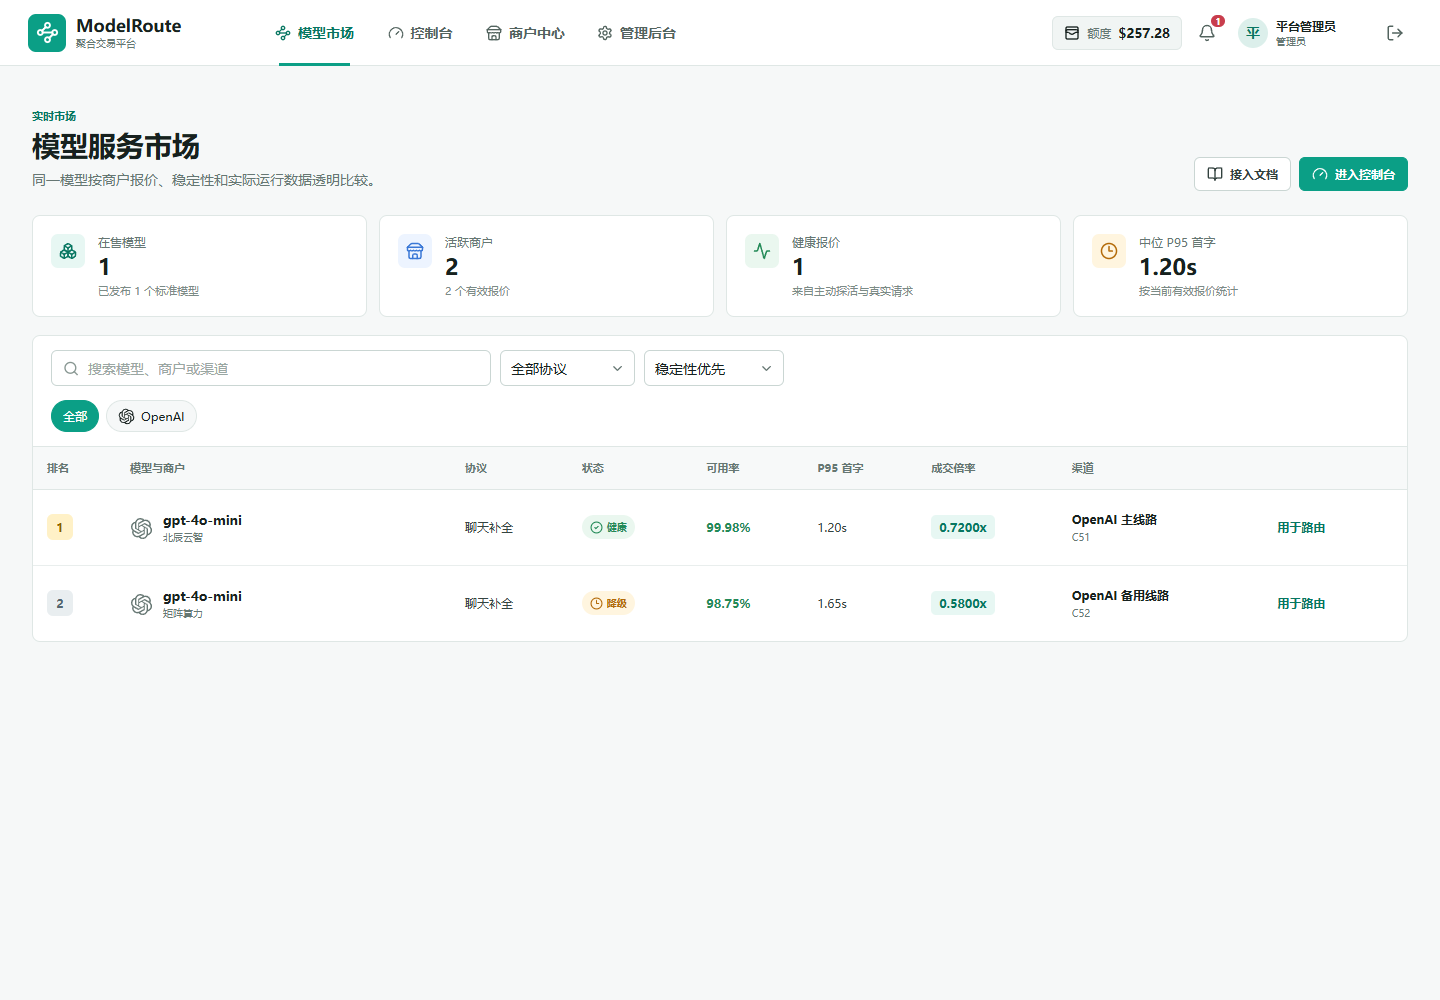 ModelRoute
聚合交易平台
模型市场
控制台
商户中心
管理后台
额度 $257.28
1
平
平台管理员
管理员
实时市场
模型服务市场
同一模型按商户报价、稳定性和实际运行数据透明比较。
接入文档
进入控制台
在售模型
1
已发布 1 个标准模型
活跃商户
2
2 个有效报价
健康报价
1
来自主动探活与真实请求
中位 P95 首字
1.20s
按当前有效报价统计
搜索模型、商户或渠道
全部协议
稳定性优先
全部
OpenAI
排名 模型与商户 协议 状态 可用率 P95 首字 成交倍率 渠道
1
gpt-4o-mini
北辰云智
聊天补全
健康
99.98%
1.20s
0.7200x
OpenAI 主线路
C51
用于路由
2
gpt-4o-mini
矩阵算力
聊天补全
降级
98.75%
1.65s
0.5800x
OpenAI 备用线路
C52
用于路由